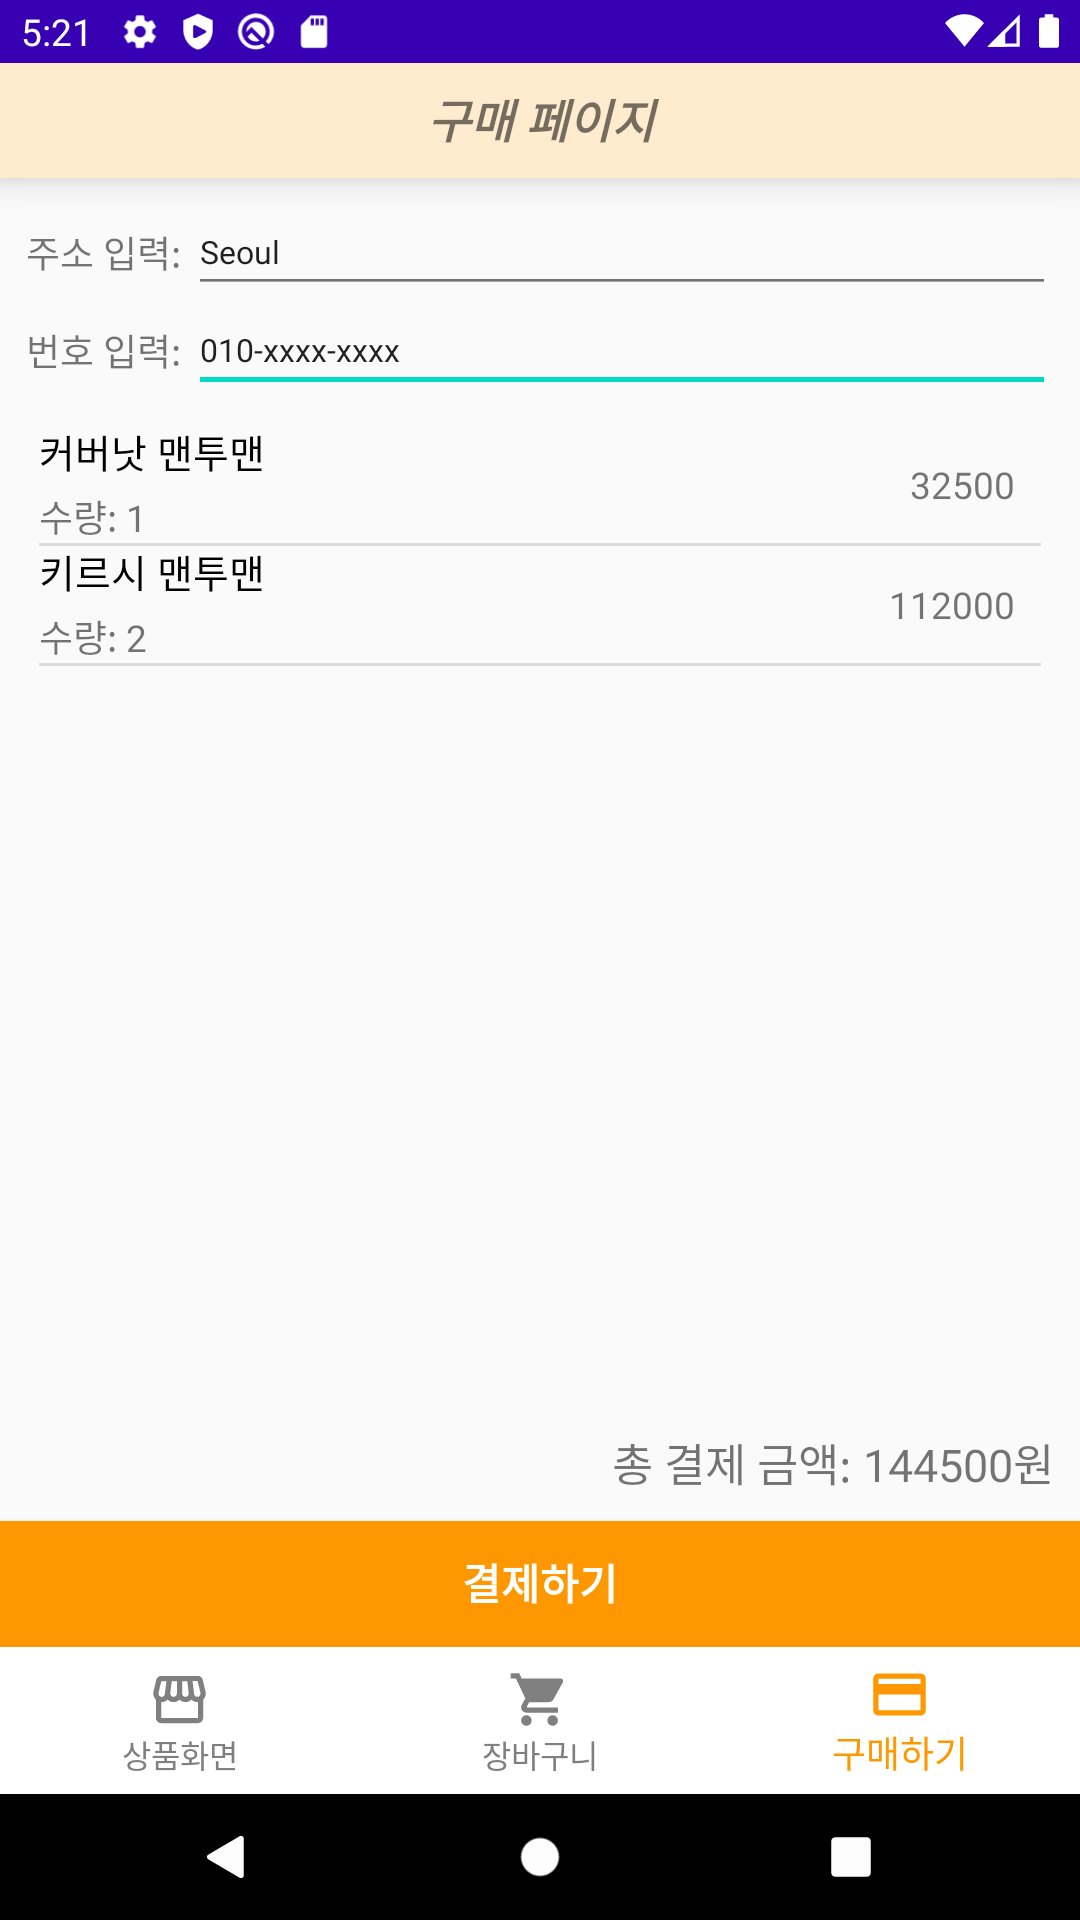 5:21
구매 페이지
주소 입력: Seoul
번호 입력: 010-xxxx-xxxx
커버낫 맨투맨
32500
수량: 1
키르시 맨투맨
112000
수량: 2
총 결제 금액: 144500원
결제하기
상품화면 장바구니 구매하기